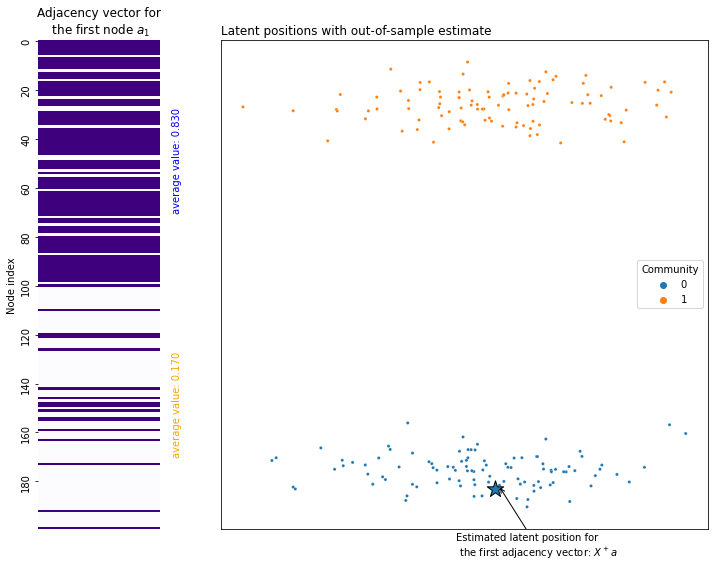 Adjacency vector for
the first node a₁
Node index
0
20
40
60
80
100
120
140
160
180
average value: 0.830
average value: 0.170
Latent positions with out-of-sample estimate
Community
0
1
Estimated latent position for
the first adjacency vector: X⁺a